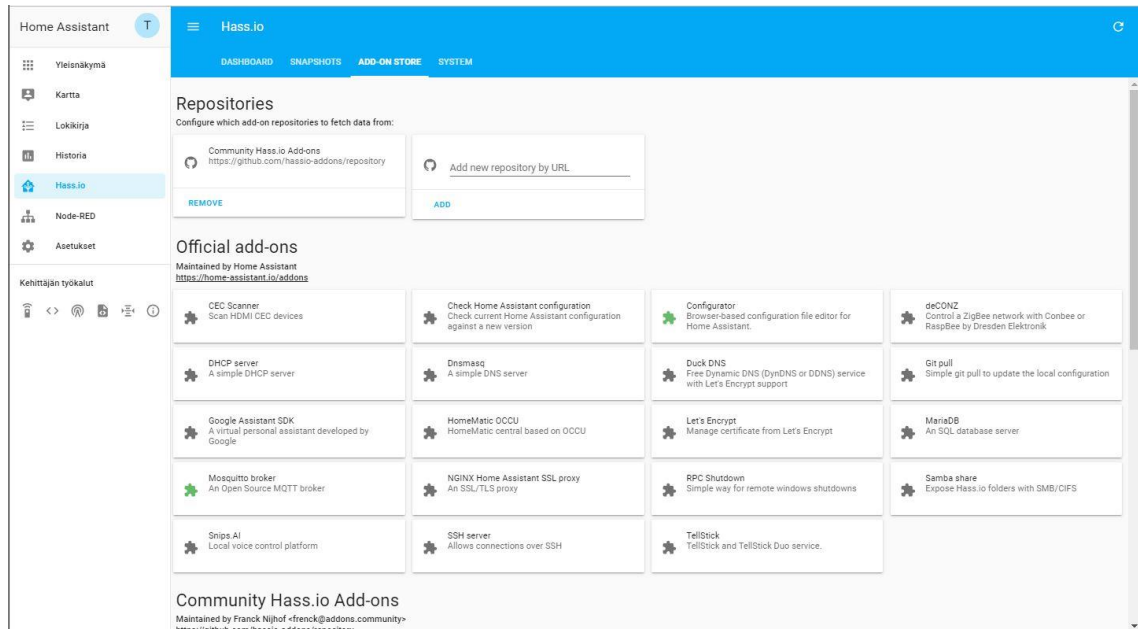 Home Assistant
T
Yleisnäkymä
Kartta
Lokikirja
Historia
Hass.io
Node-RED
Asetukset
Kehittäjän työkalut
Hass.io
DASHBOARD SNAPSHOTS ADD-ON STORE SYSTEM
Repositories
Configure which add-on repositories to fetch data from:
Community Hass.io Add-ons
https://github.com/hassio-addons/repository
REMOVE
Add new repository by URL
ADD
Official add-ons
Maintained by Home Assistant
https://home-assistant.io/addons
CEC Scanner
Scan HDMI CEC devices
Check Home Assistant configuration
Check current Home Assistant configuration
against a new version
Configurator
Browser-based configuration file editor for
Home Assistant.
deCONZ
Control a ZigBee network with Conbee or
RaspBee by Dresden Elektronik
DHCP server
A simple DHCP server
Dnsmasq
A simple DNS server
Duck DNS
Free Dynamic DNS (DynDNS or DDNS) service
with Let's Encrypt support
Git pull
Simple git pull to update the local configuration
Google Assistant SDK
A virtual personal assistant developed by
Google
HomeMatic OCCU
HomeMatic central based on OCCU
Let's Encrypt
Manage certificate from Let's Encrypt
MariaDB
An SQL database server
Mosquitto broker
An Open Source MQTT broker
NGINX Home Assistant SSL proxy
An SSL/TLS proxy
RPC Shutdown
Simple way for remote windows shutdowns
Samba share
Expose Hass.io folders with SMB/CIFS
Snips.AI
Local voice control platform
SSH server
Allows connections over SSH
TellStick
TellStick and TellStick Duo service.
Community Hass.io Add-ons
Maintained by Franck Nijhof <frenck@addons.community>
https://github.com/hassio-addons/repository